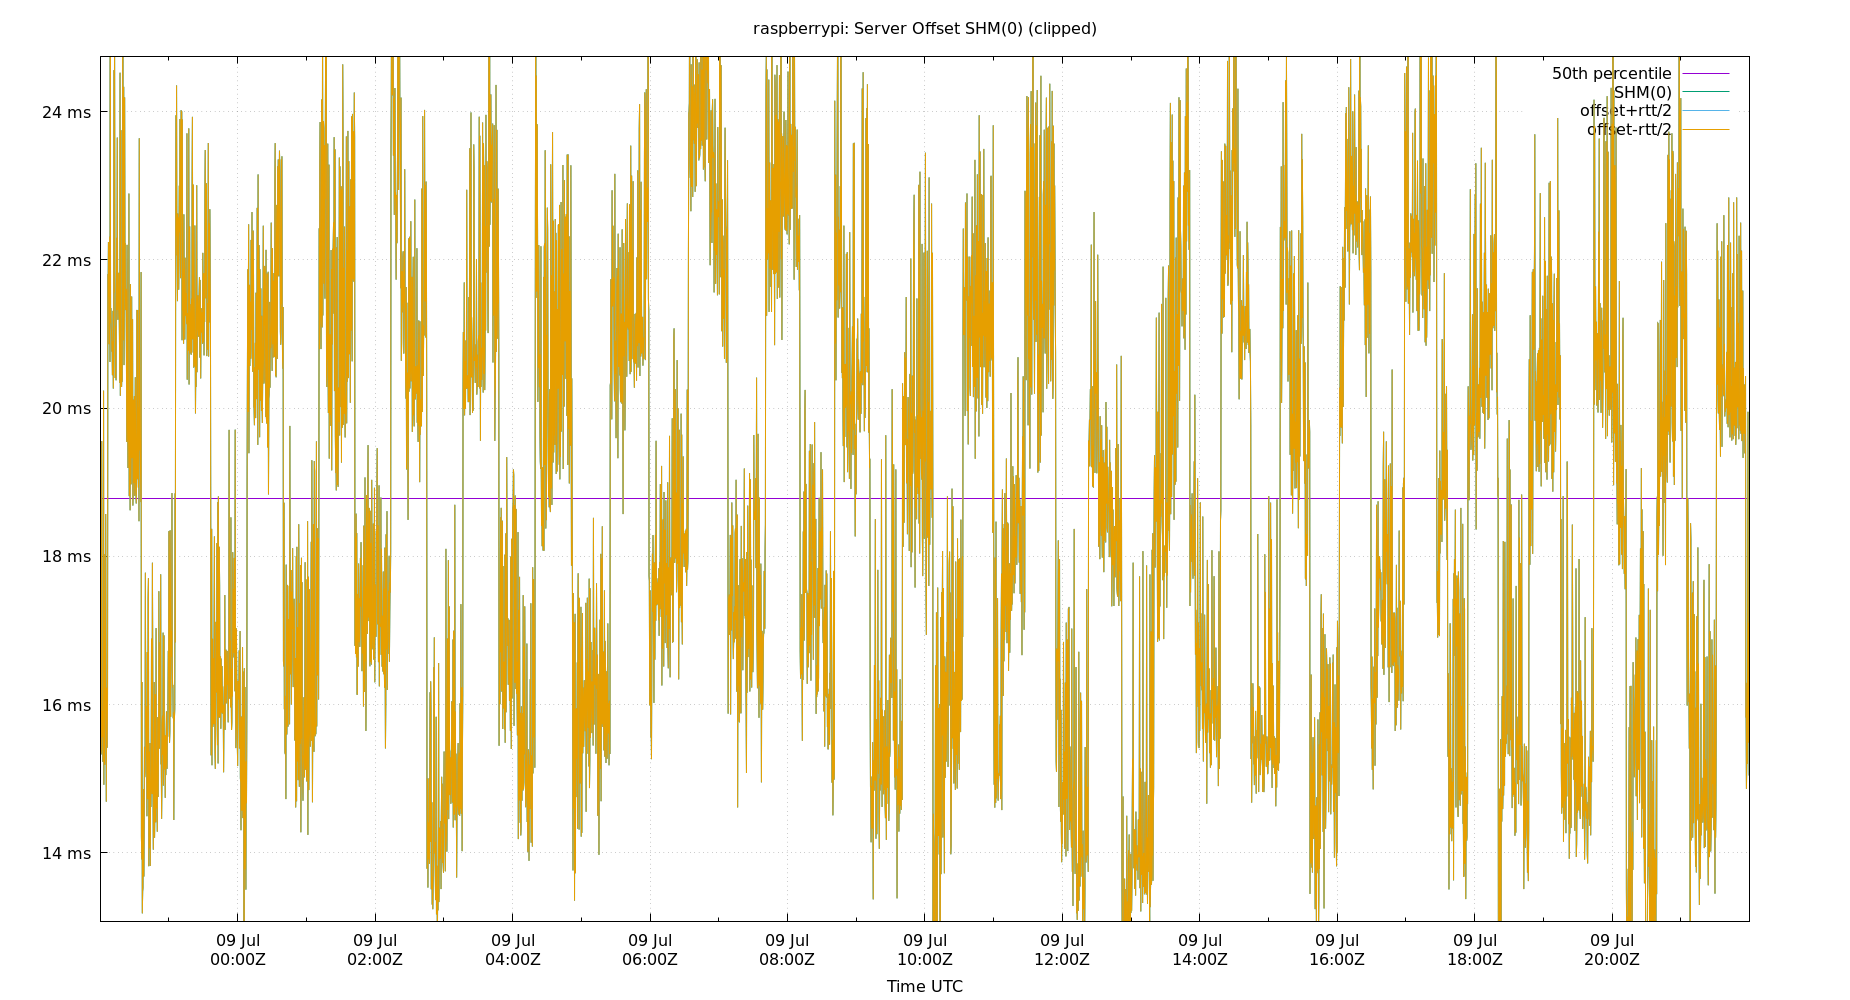 raspberrypi: Server Offset SHM(0) (clipped)
50th percentile
SHM(0)
offset+rtt/2
offset-rtt/2
24 ms
22 ms
20 ms
18 ms
16 ms
14 ms
09 Jul 09 Jul 09 Jul 09 Jul 09 Jul 09 Jul 09 Jul 09 Jul 09 Jul 09 Jul 09 Jul
00:00Z 02:00Z 04:00Z 06:00Z 08:00Z 10:00Z 12:00Z 14:00Z 16:00Z 18:00Z 20:00Z
Time UTC